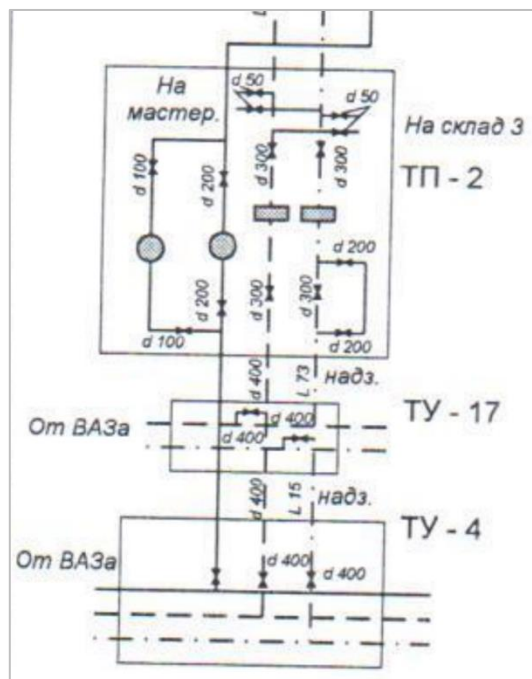 На
мастер.
d 50
d 50
На склад 3
ТП - 2
d 100
d 200
d 300
d 300
d 200
d 200
d 300
d 300
d 100
d 200
d 400
L 73
надз.
ТУ - 17
От ВАЗа
d 400
d 400
d 400
L 15
надз.
ТУ - 4
От ВАЗа
d 400
d 400